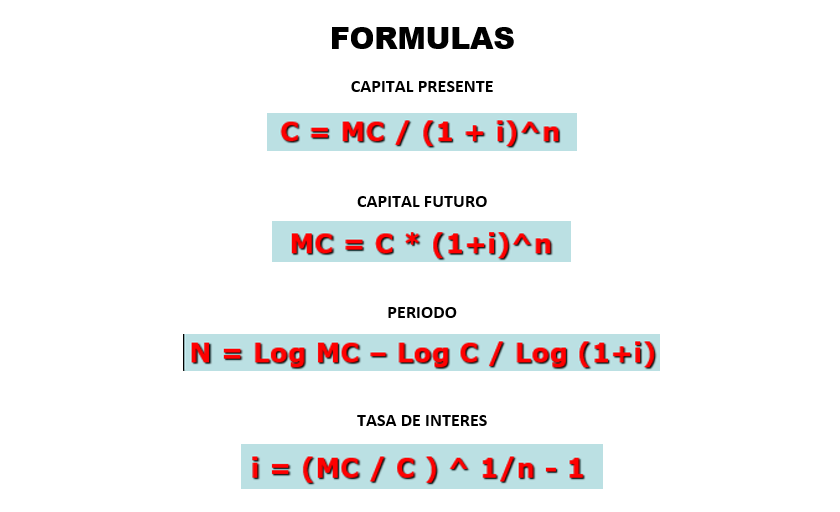 FORMULAS
CAPITAL PRESENTE
C = MC / (1 + i)^n
CAPITAL FUTURO
MC = C * (1+i)^n
PERIODO
N = Log MC – Log C / Log (1+i)
TASA DE INTERES
i = (MC / C ) ^ 1/n - 1